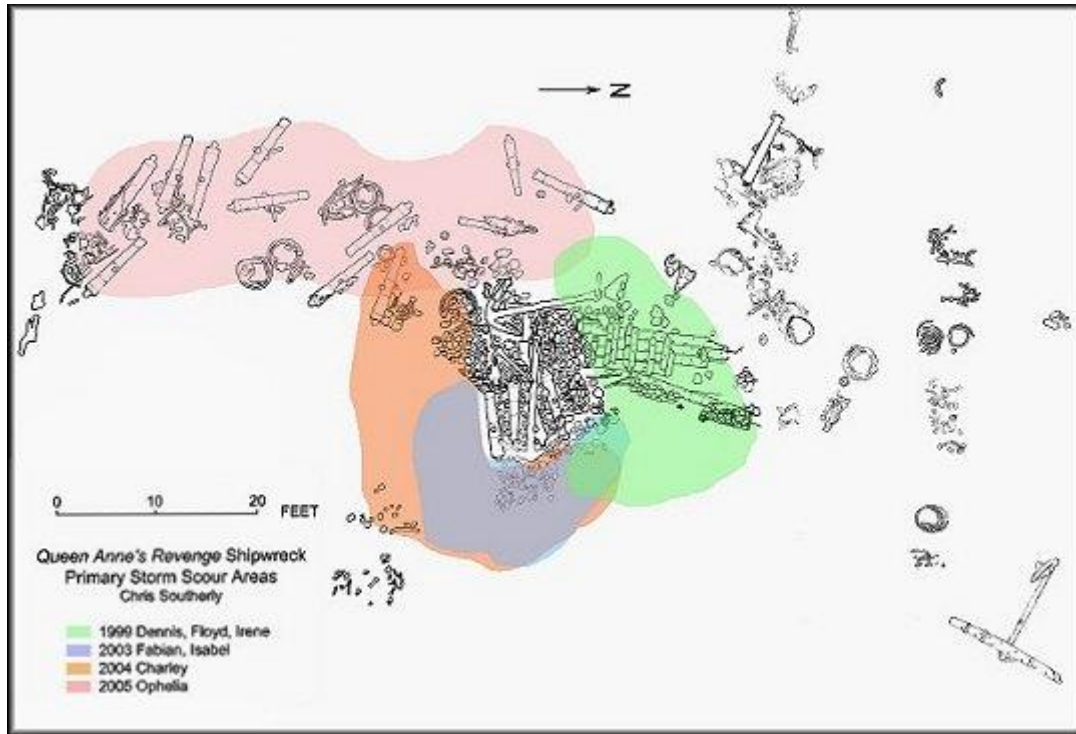 N
0 10 20 FEET
Queen Anne's Revenge Shipwreck
Primary Storm Scour Areas
Chris Southerly
1999 Dennis, Floyd, Irene
2003 Fabian, Isabel
2004 Charley
2005 Ophelia